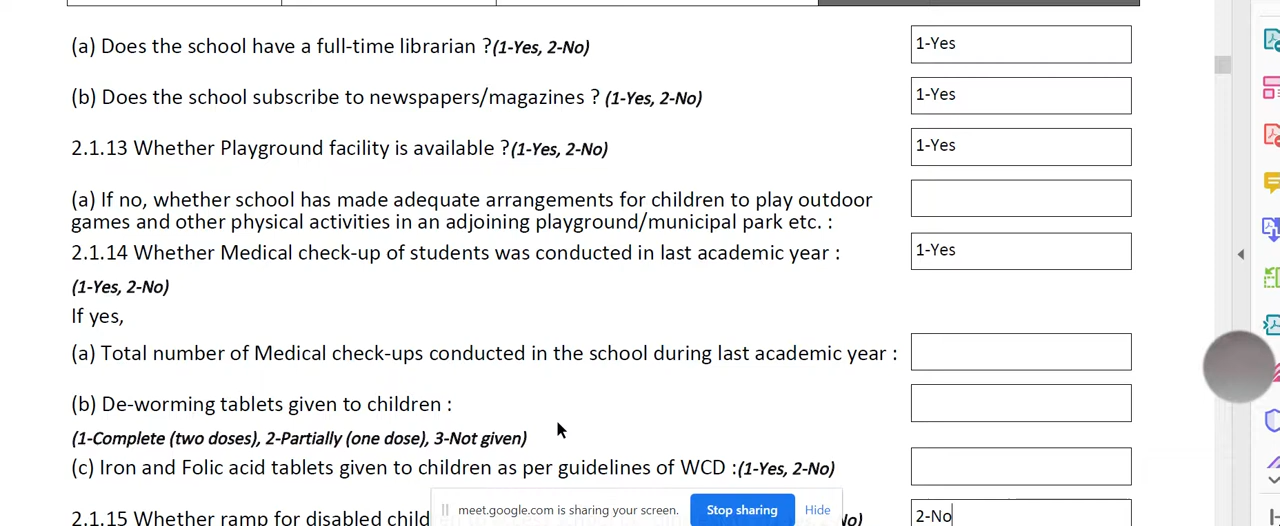 (a) Does the school have a full-time librarian ?(1-Yes, 2-No) 1-Yes
(b) Does the school subscribe to newspapers/magazines ? (1-Yes, 2-No) 1-Yes
2.1.13 Whether Playground facility is available ?(1-Yes, 2-No) 1-Yes
(a) If no, whether school has made adequate arrangements for children to play outdoor
games and other physical activities in an adjoining playground/municipal park etc. :
2.1.14 Whether Medical check-up of students was conducted in last academic year : 1-Yes
(1-Yes, 2-No)
If yes,
(a) Total number of Medical check-ups conducted in the school during last academic year :
(b) De-worming tablets given to children :
(1-Complete (two doses), 2-Partially (one dose), 3-Not given)
(c) Iron and Folic acid tablets given to children as per guidelines of WCD :(1-Yes, 2-No)
meet.google.com is sharing your screen. Stop sharing Hide
2.1.15 Whether ramp for disabled No) 2-No